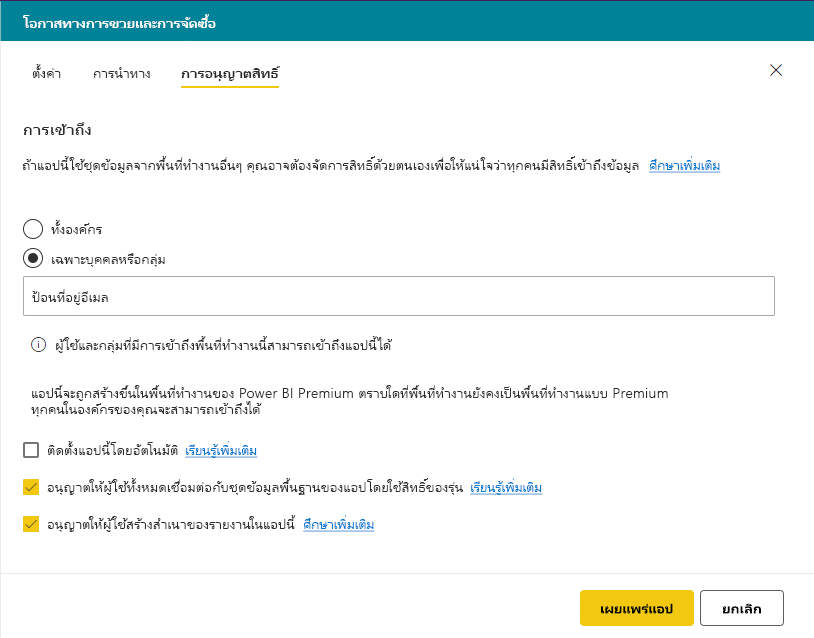 โอกาสทางการขวยและการจัดซื้อ
ตั้งค่า การนำทาง การอนุญาตสิทธิ์
การเข้าถึง
ถ้าแอปนี้ใช้ชุดข้อมูลจากพื้นที่ทำงานอื่นๆ คุณอาจต้องจัดการสิทธิ์ด้วยตนเองเพื่อให้แน่ใจว่าทุกคนมีสิทธิ์เข้าถึงข้อมูล ศึกษาเพิ่มเติม
ทั้งองค์กร
เฉพาะบุคคลหรือกลุ่ม
ป้อนที่อยู่อีเมล
ผู้ใช้และกลุ่มที่มีการเข้าถึงพื้นที่ทำงานนี้สามารถเข้าถึงแอปนี้ได้
แอปนี้จะถูกสร้างขึ้นในพื้นที่ทำงานของ Power BI Premium ตราบใดที่พื้นที่ทำงานยังคงเป็นพื้นที่ทำงานแบบ Premium
ทุกคนในองค์กรของคุณจะสามารถเข้าถึงได้
ติดตั้งแอปนี้โดยอัตโนมัติ เรียนรู้เพิ่มเติม
อนุญาตให้ผู้ใช้ทั้งหมดเชื่อมต่อกับชุดข้อมูลพื้นฐานของแอปโดยใช้สิทธิ์ของรุ่น เรียนรู้เพิ่มเติม
อนุญาตให้ผู้ใช้สร้างสำเนาของรายงานในแอปนี้ ศึกษาเพิ่มเติม
เผยแพร่แอป ยกเลิก